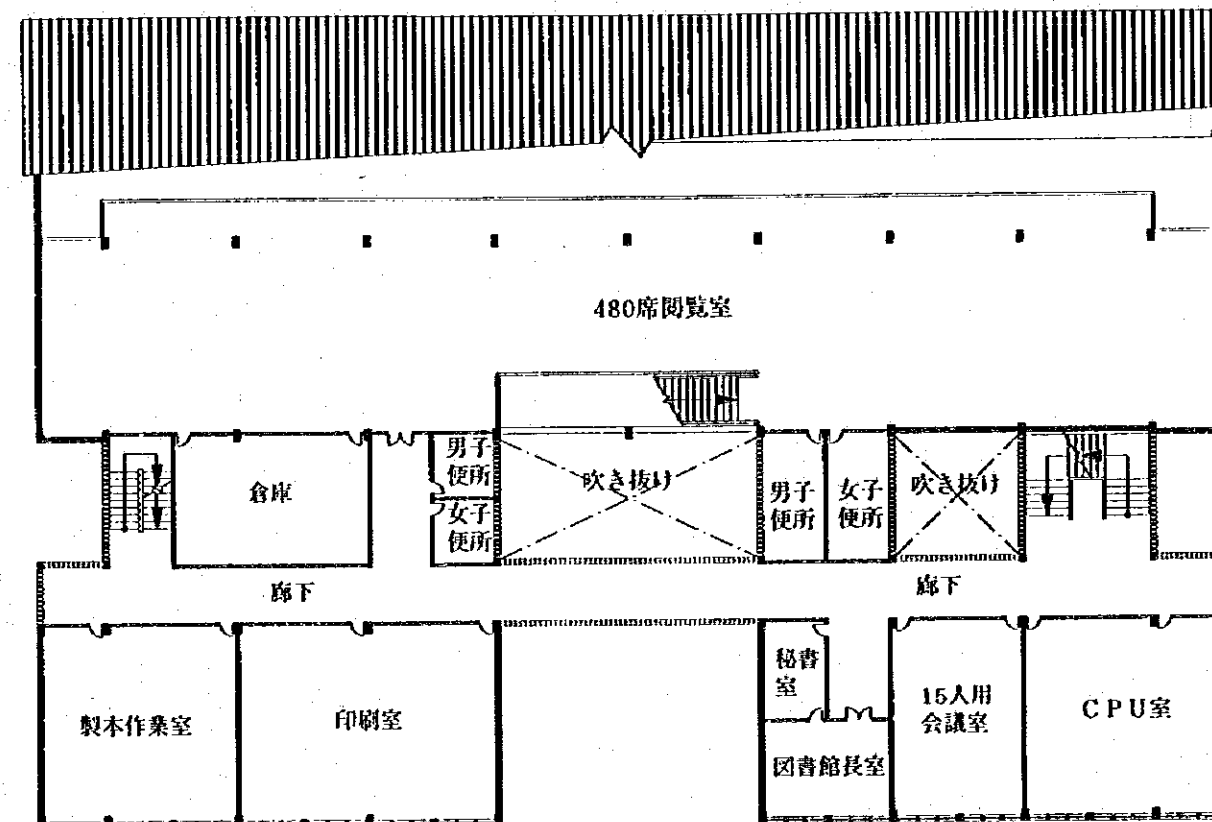 480席閲覧室
男子
便所
倉庫
吹き抜け
男子
便所
女子
便所
吹き抜け
女子
便所
廊下
廊下
秘書
室
製本作業室
印刷室
15人用
会議室
CPU室
図書館長室